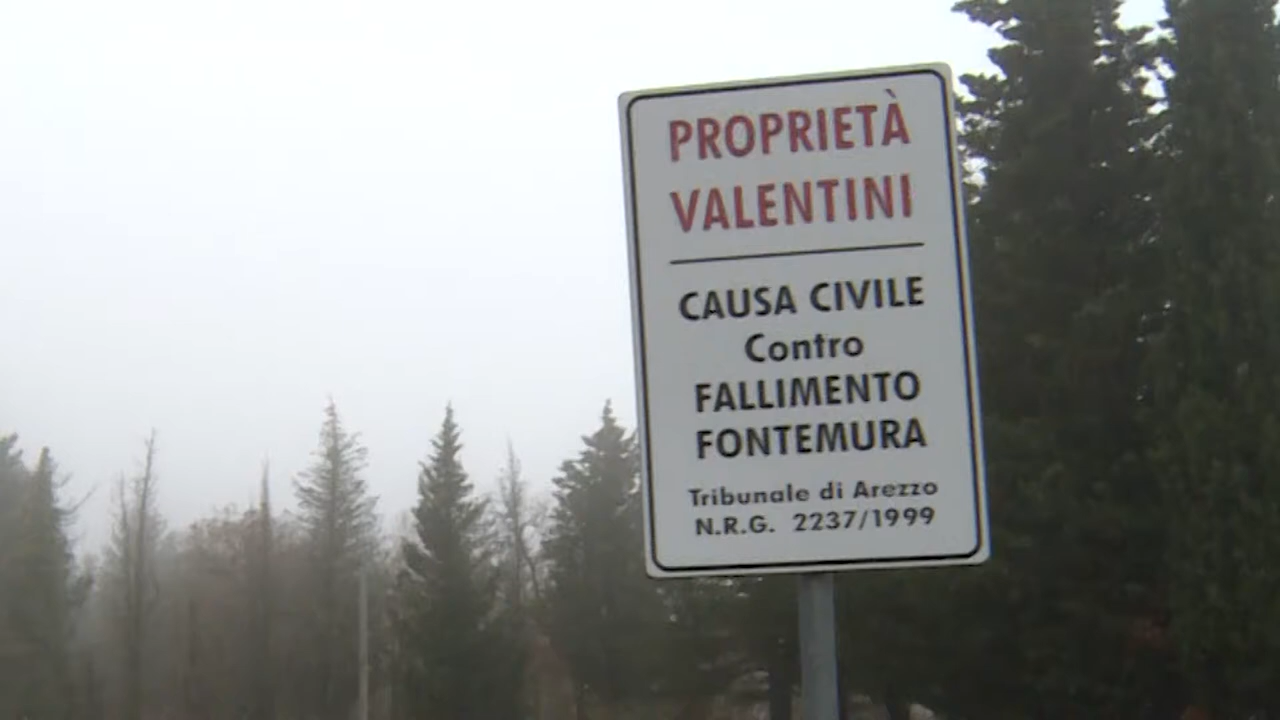 PROPRIETÀ
VALENTINI
CAUSA CIVILE
Contro
FALLIMENTO
FONTEMURA
Tribunale di Arezzo
N.R.G. 2237/1999